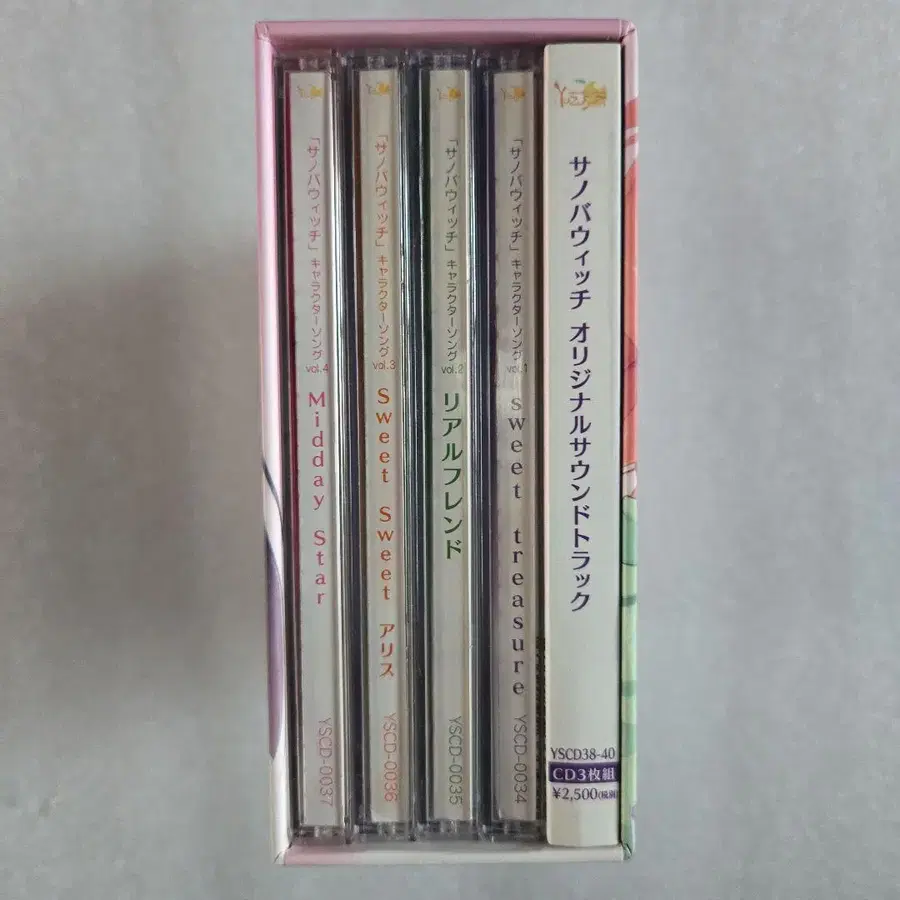 「サノバウィッチ」キャラクターソング vol.4 Midday Star YSCD-0037
「サノバウィッチ」キャラクターソング vol.3 Sweet Sweet アリス YSCD-0036
「サノバウィッチ」キャラクターソング vol.2 リアルフレンド YSCD-0035
「サノバウィッチ」キャラクターソング vol.1 sweet treasure YSCD-0034
サノバウィッチ オリジナルサウンドトラック
YSCD38-40
CD3枚組
¥2,500(税別)